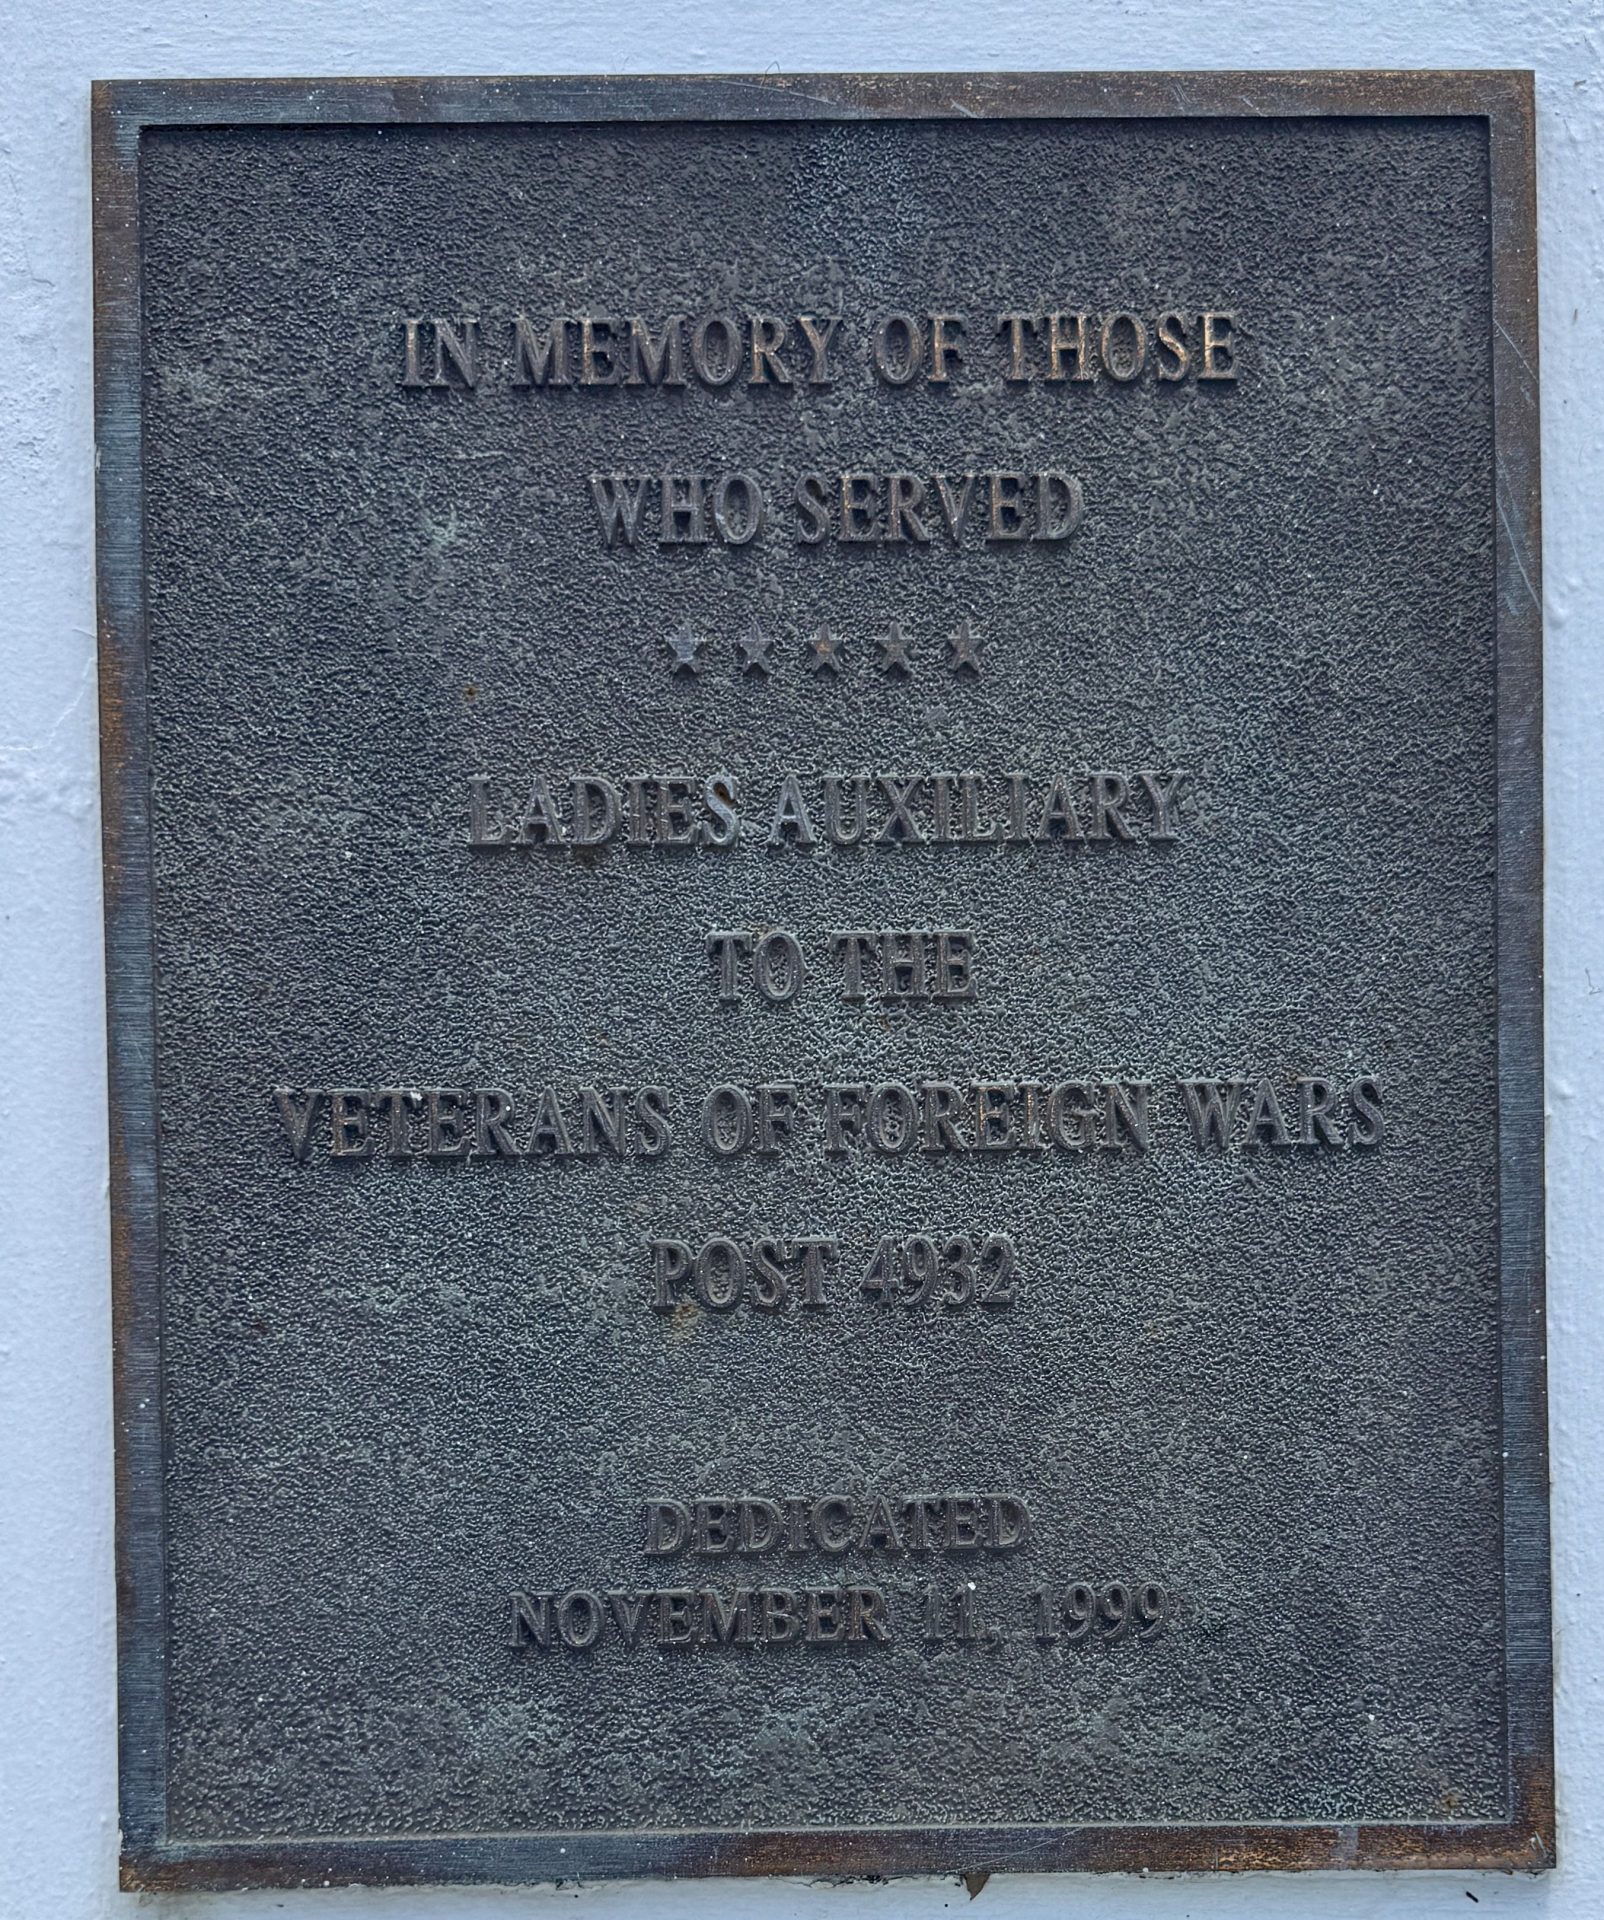 IN MEMORY OF THOSE
WHO SERVED
★★★★★
LADIES AUXILIARY
TO THE
VETERANS OF FOREIGN WARS
POST 4932
DEDICATED
NOVEMBER 11, 1999